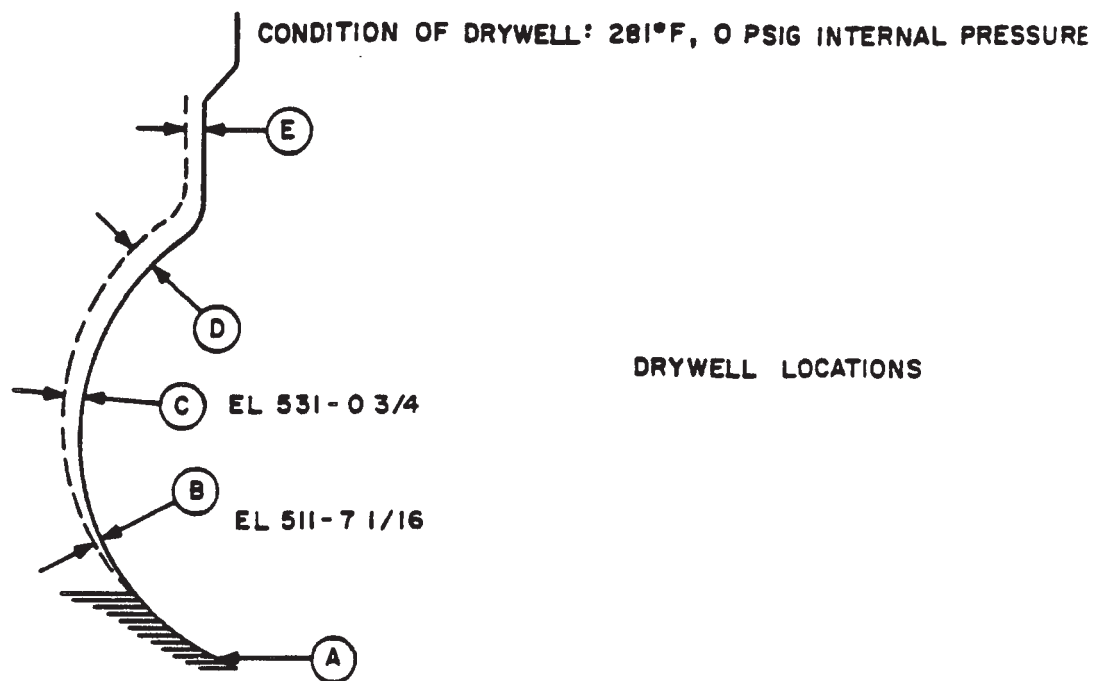 CONDITION OF DRYWELL: 281°F, 0 PSIG INTERNAL PRESSURE
E
D
DRYWELL LOCATIONS
C EL 531-0 3/4
B
EL 511-7 1/16
A